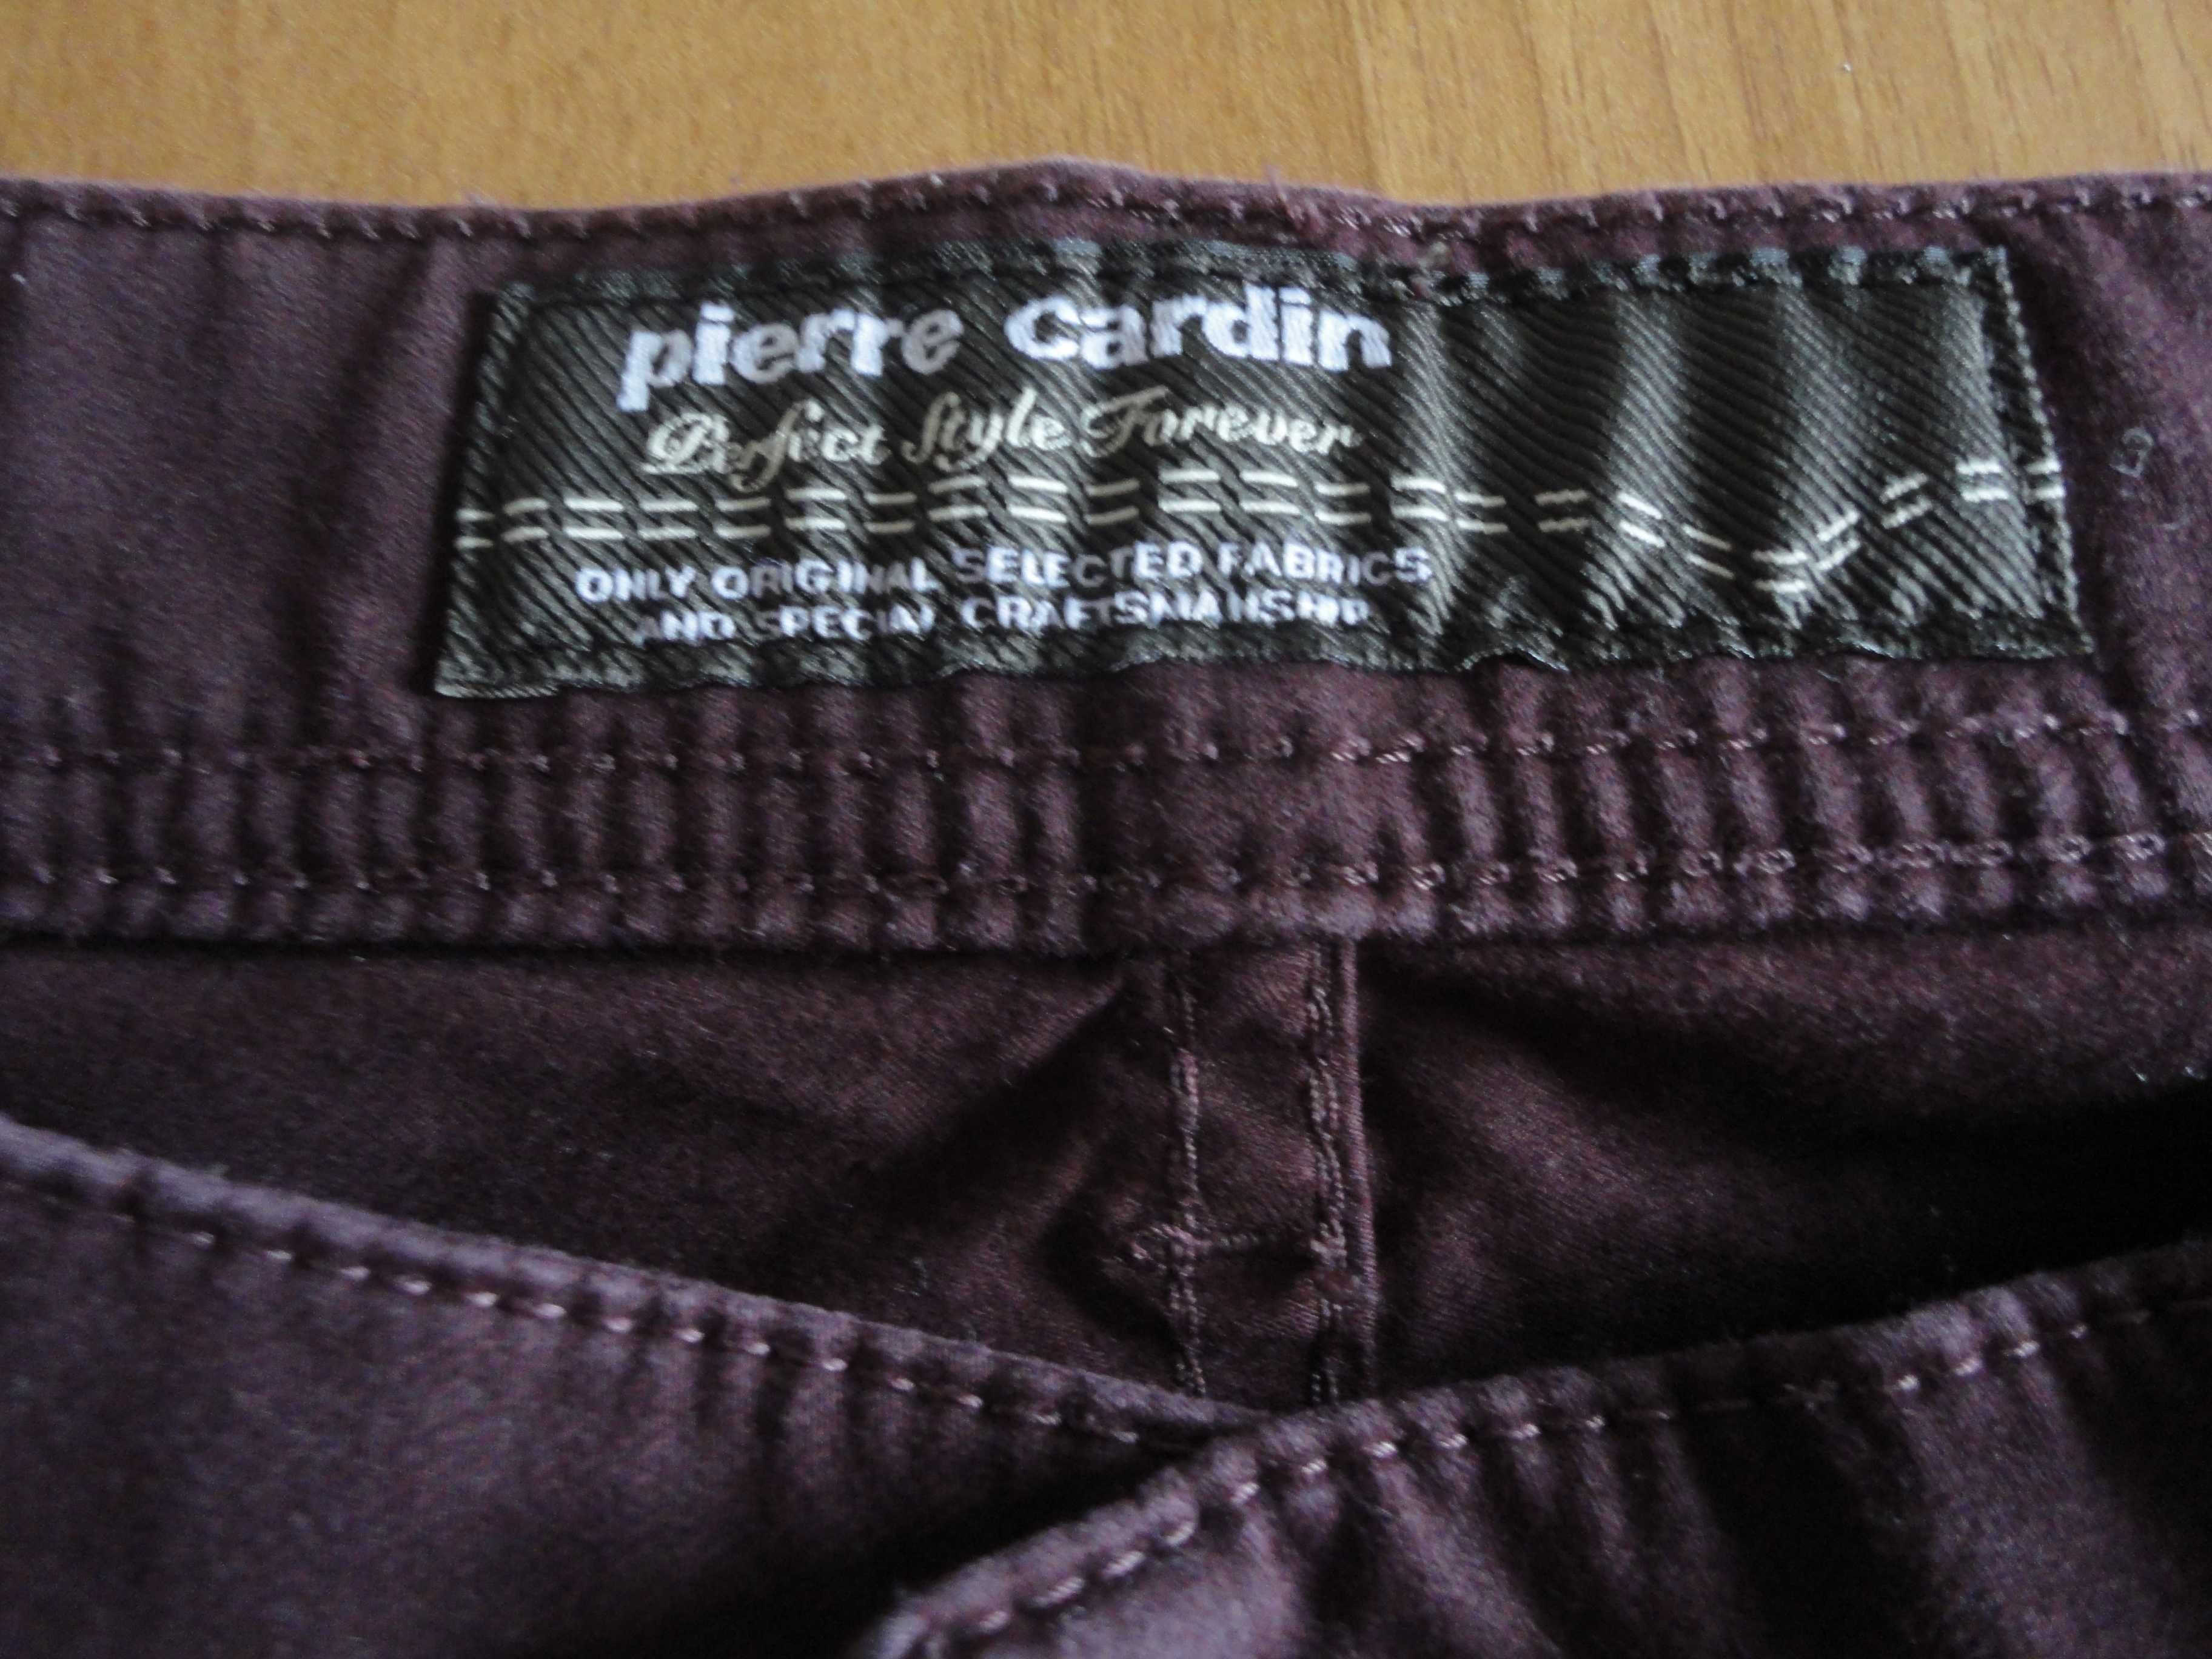 pierre cardin
Perfect Style Forever
ONLY ORIGINAL SELECTED FABRICS
AND SPECIAL CRAFTSMANSHIP